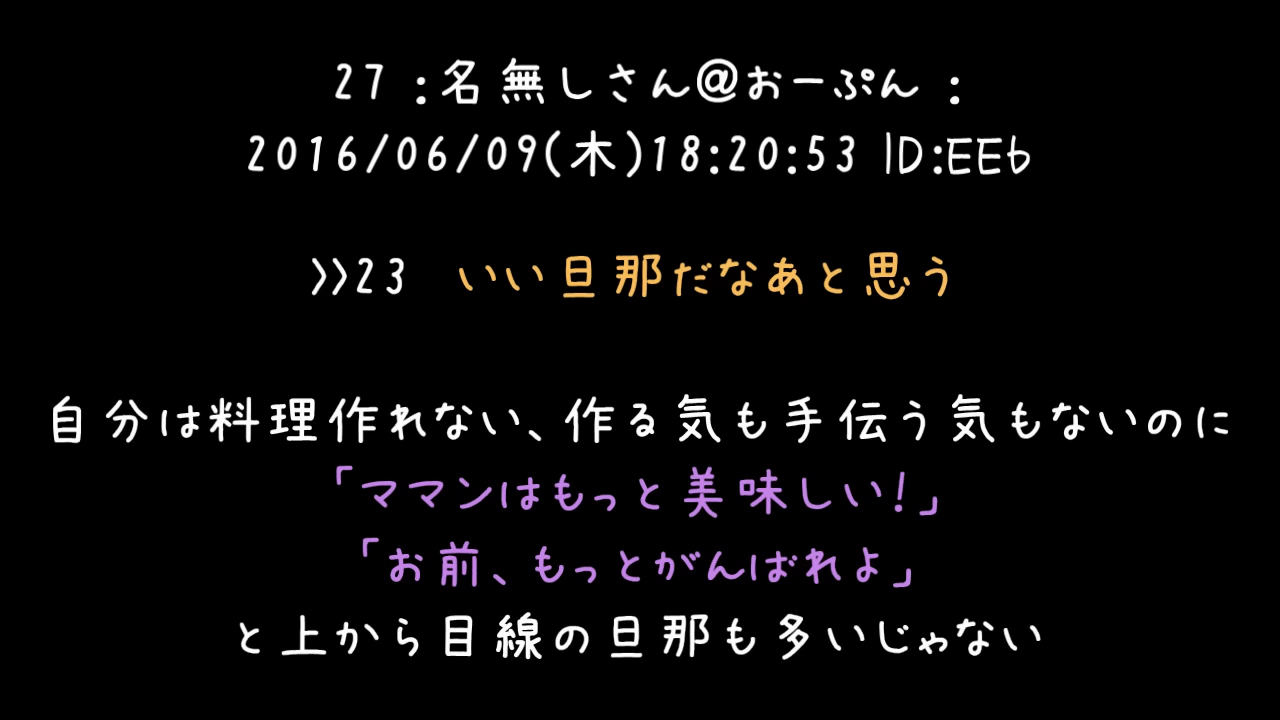 27 :名無しさん@おーぷん :
2016/06/09(木)18:20:53 ID:EEb
>>23 いい旦那だなあと思う
自分は料理作れない、作る気も手伝う気もないのに
「ママンはもっと美味しい!」
「お前、もっとがんばれよ」
と上から目線の旦那も多いじゃない